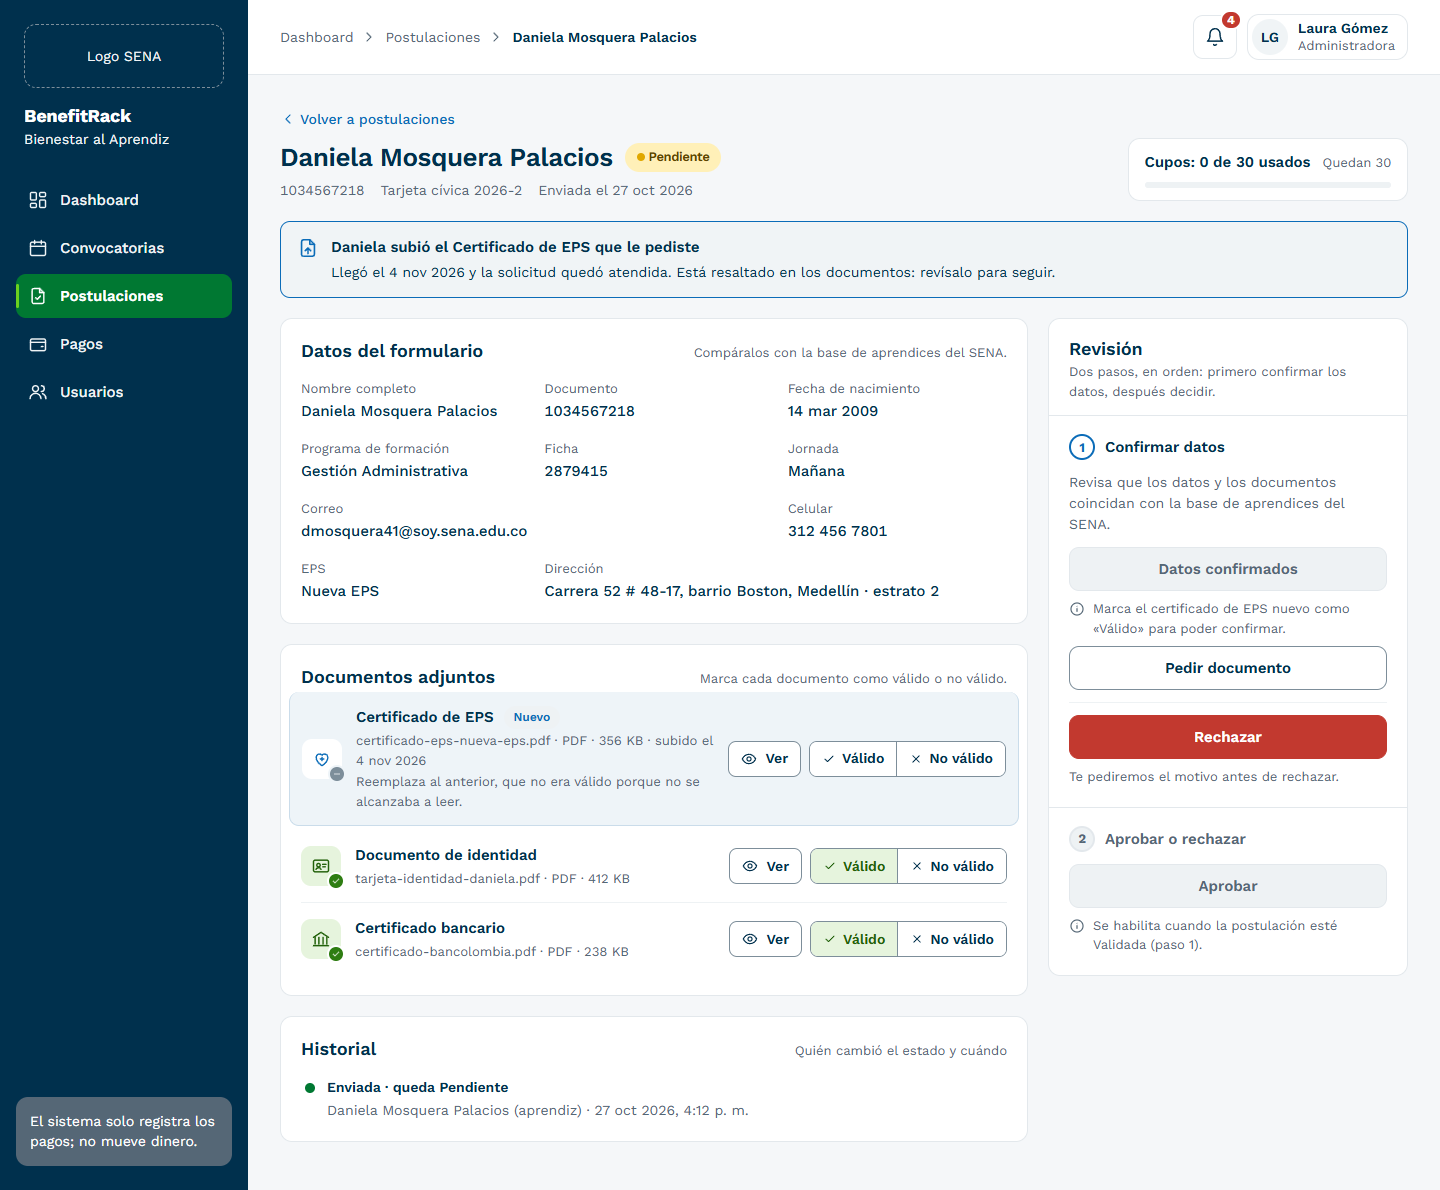 Logo SENA
BenefitRack
Bienestar al Aprendiz
Dashboard
Convocatorias
Postulaciones
Pagos
Usuarios
El sistema solo registra los
pagos; no mueve dinero.
Dashboard > Postulaciones > Daniela Mosquera Palacios
4
LG
Laura Gómez
Administradora
Volver a postulaciones
Daniela Mosquera Palacios
Pendiente
1034567218 Tarjeta cívica 2026-2 Enviada el 27 oct 2026
Cupos: 0 de 30 usados Quedan 30
Daniela subió el Certificado de EPS que le pediste
Llegó el 4 nov 2026 y la solicitud quedó atendida. Está resaltado en los documentos: revísalo para seguir.
Datos del formulario
Compáralos con la base de aprendices del SENA.
Nombre completo Documento Fecha de nacimiento
Daniela Mosquera Palacios 1034567218 14 mar 2009
Programa de formación Ficha Jornada
Gestión Administrativa 2879415 Mañana
Correo Celular
dmosquera41@soy.sena.edu.co 312 456 7801
EPS Dirección
Nueva EPS Carrera 52 # 48-17, barrio Boston, Medellín · estrato 2
Documentos adjuntos
Marca cada documento como válido o no válido.
Certificado de EPS Nuevo
certificado-eps-nueva-eps.pdf · PDF · 356 KB · subido el
4 nov 2026
Reemplaza al anterior, que no era válido porque no se
alcanzaba a leer.
Ver Válido No válido
Documento de identidad
tarjeta-identidad-daniela.pdf · PDF · 412 KB
Ver Válido No válido
Certificado bancario
certificado-bancolombia.pdf · PDF · 238 KB
Ver Válido No válido
Historial
Quién cambió el estado y cuándo
Enviada · queda Pendiente
Daniela Mosquera Palacios (aprendiz) · 27 oct 2026, 4:12 p. m.
Revisión
Dos pasos, en orden: primero confirmar los
datos, después decidir.
1 Confirmar datos
Revisa que los datos y los documentos
coincidan con la base de aprendices del
SENA.
Datos confirmados
Marca el certificado de EPS nuevo como
«Válido» para poder confirmar.
Pedir documento
Rechazar
Te pediremos el motivo antes de rechazar.
2 Aprobar o rechazar
Aprobar
Se habilita cuando la postulación esté
Validada (paso 1).